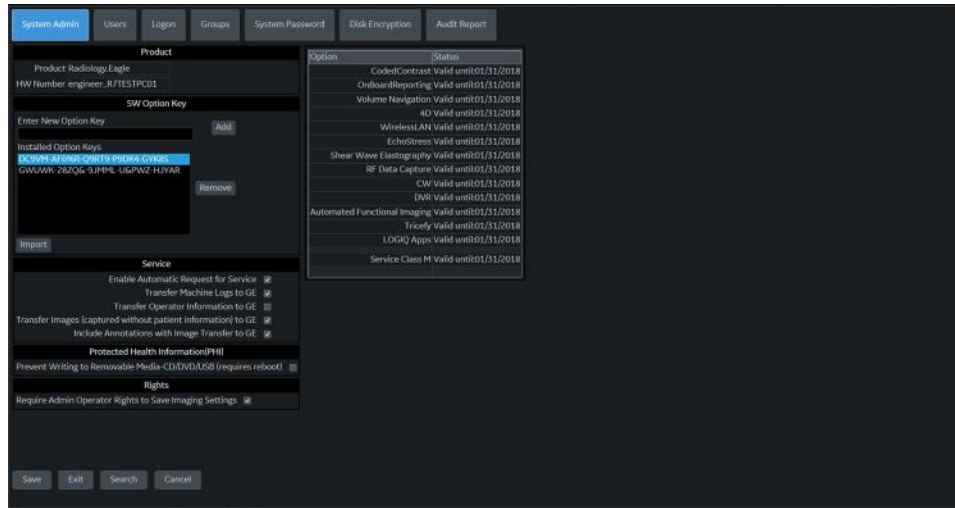 System Admin Users Logon Groups System Password Disk Encryption Audit Report
Product
Product Radiology.Eagle
HW Number engineer..R7TESTPC01
SW Option Key
Enter New Option Key
Add
Installed Option Keys
DC9VM-AF696R-Q9RT9-P9DK4-GYK8S
GWUWK-28ZQ&-9JMML-U&PWZ-HJYAR
Remove
Import
Service
Enable Automatic Request for Service
Transfer Machine Logs to GE
Transfer Operator Information to GE
Transfer Images (captured without patient information) to GE
Include Annotations with Image Transfer to GE
Protected Health Information(PHI)
Prevent Writing to Removable Media-CD/DVD/USB (requires reboot)
Rights
Require Admin Operator Rights to Save Imaging Settings
Option Status
CodedContrast Valid until:01/31/2018
OnBoardReporting Valid until:01/31/2018
Volume Navigation Valid until:01/31/2018
4D Valid until:01/31/2018
WirelessLAN Valid until:01/31/2018
EchoStress Valid until:01/31/2018
Shear Wave Elastography Valid until:01/31/2018
RF Data Capture Valid until:01/31/2018
CW Valid until:01/31/2018
DVR Valid until:01/31/2018
Automated Functional Imaging Valid until:01/31/2018
Tricefy Valid until:01/31/2018
LOGIQ Apps Valid until:01/31/2018
Service Class M Valid until:01/31/2018
Save Exit Search Cancel